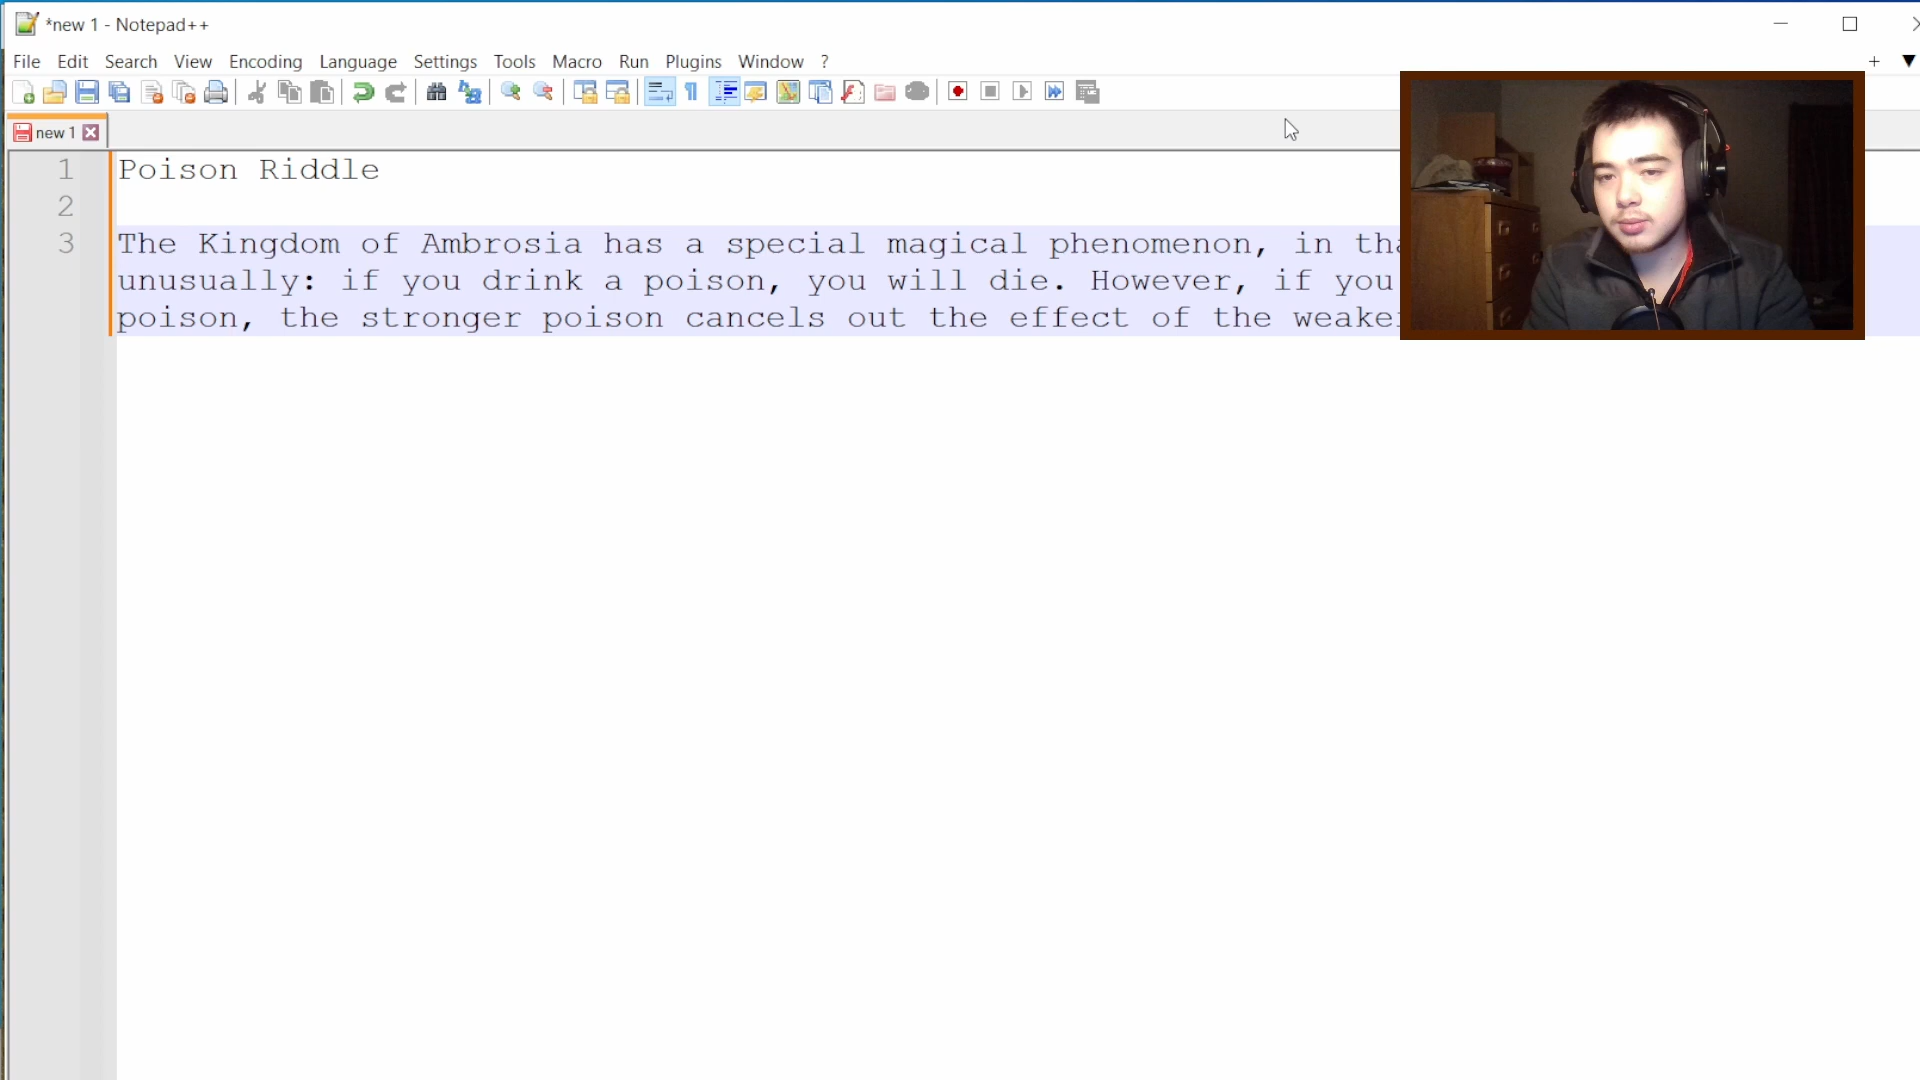 *new 1 - Notepad++
File Edit Search View Encoding Language Settings Tools Macro Run Plugins Window ?
new 1
1 Poison Riddle
2
3 The Kingdom of Ambrosia has a special magical phenomenon, in
unusually: if you drink a poison, you will die. However, if you
poison, the stronger poison cancels out the effect of the